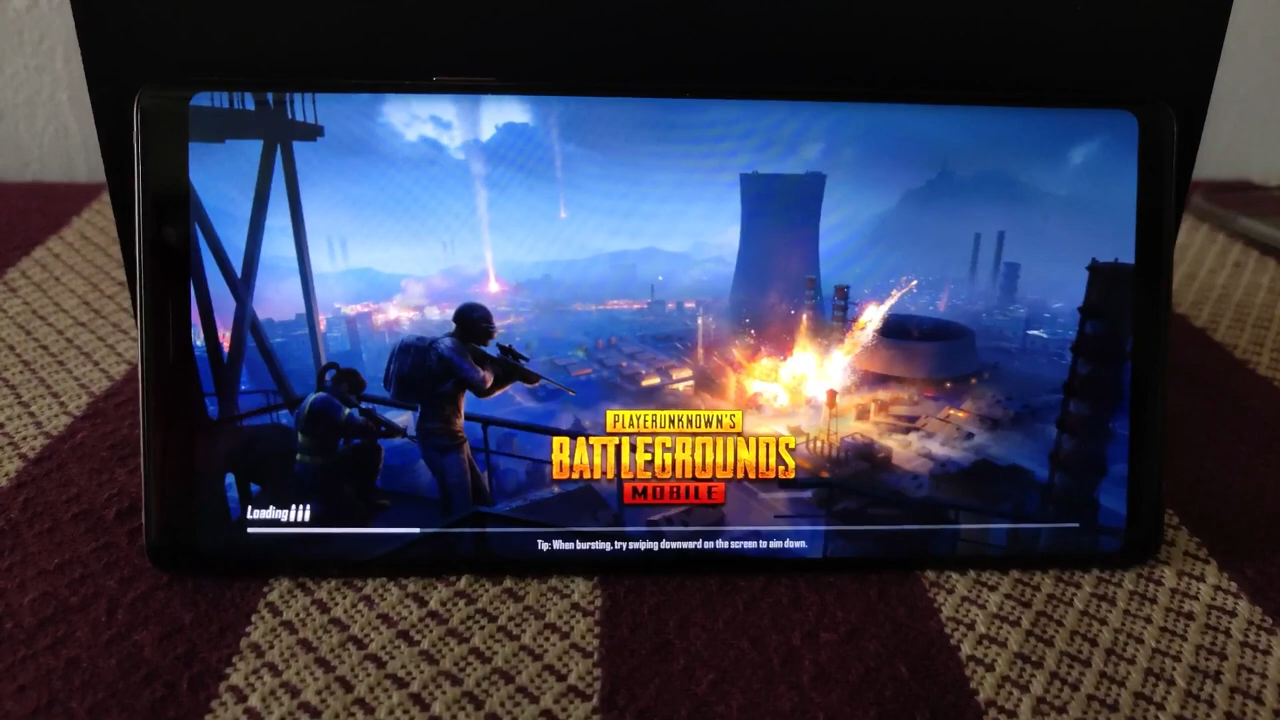 PLAYERUNKNOWN'S
BATTLEGROUNDS
MOBILE
Loading
Tip: When bursting, try swiping downward on the screen to aim down.